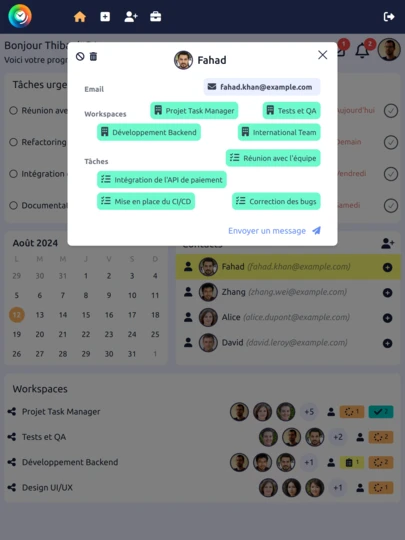 Bonjour Thiba
Voici votre prog
1
2
Tâches urge
Réunion ave
ujourd'hui
Refactoring
emain
Intégration
Vendredi
Documenta
amedi
Fahad
Email
fahad.khan@example.com
Workspaces
Projet Task Manager
Tests et QA
Développement Backend
International Team
Tâches
Réunion avec l'équipe
Intégration de l'API de paiement
Mise en place du CI/CD
Correction des bugs
Envoyer un message
Août 2024
L M M J V S D
29 30 31 1 2 3 4
5 6 7 8 9 10 11
12 13 14 15 16 17 18
19 20 21 22 23 24 25
26 27 28 29 30 31 1
Contacts
Fahad (fahad.khan@example.com)
Zhang (zhang.wei@example.com)
Alice (alice.dupont@example.com)
David (david.leroy@example.com)
Workspaces
Projet Task Manager
+5
1
2
Tests et QA
+2
2
Développement Backend
+1
1
2
Design UI/UX
+1
1